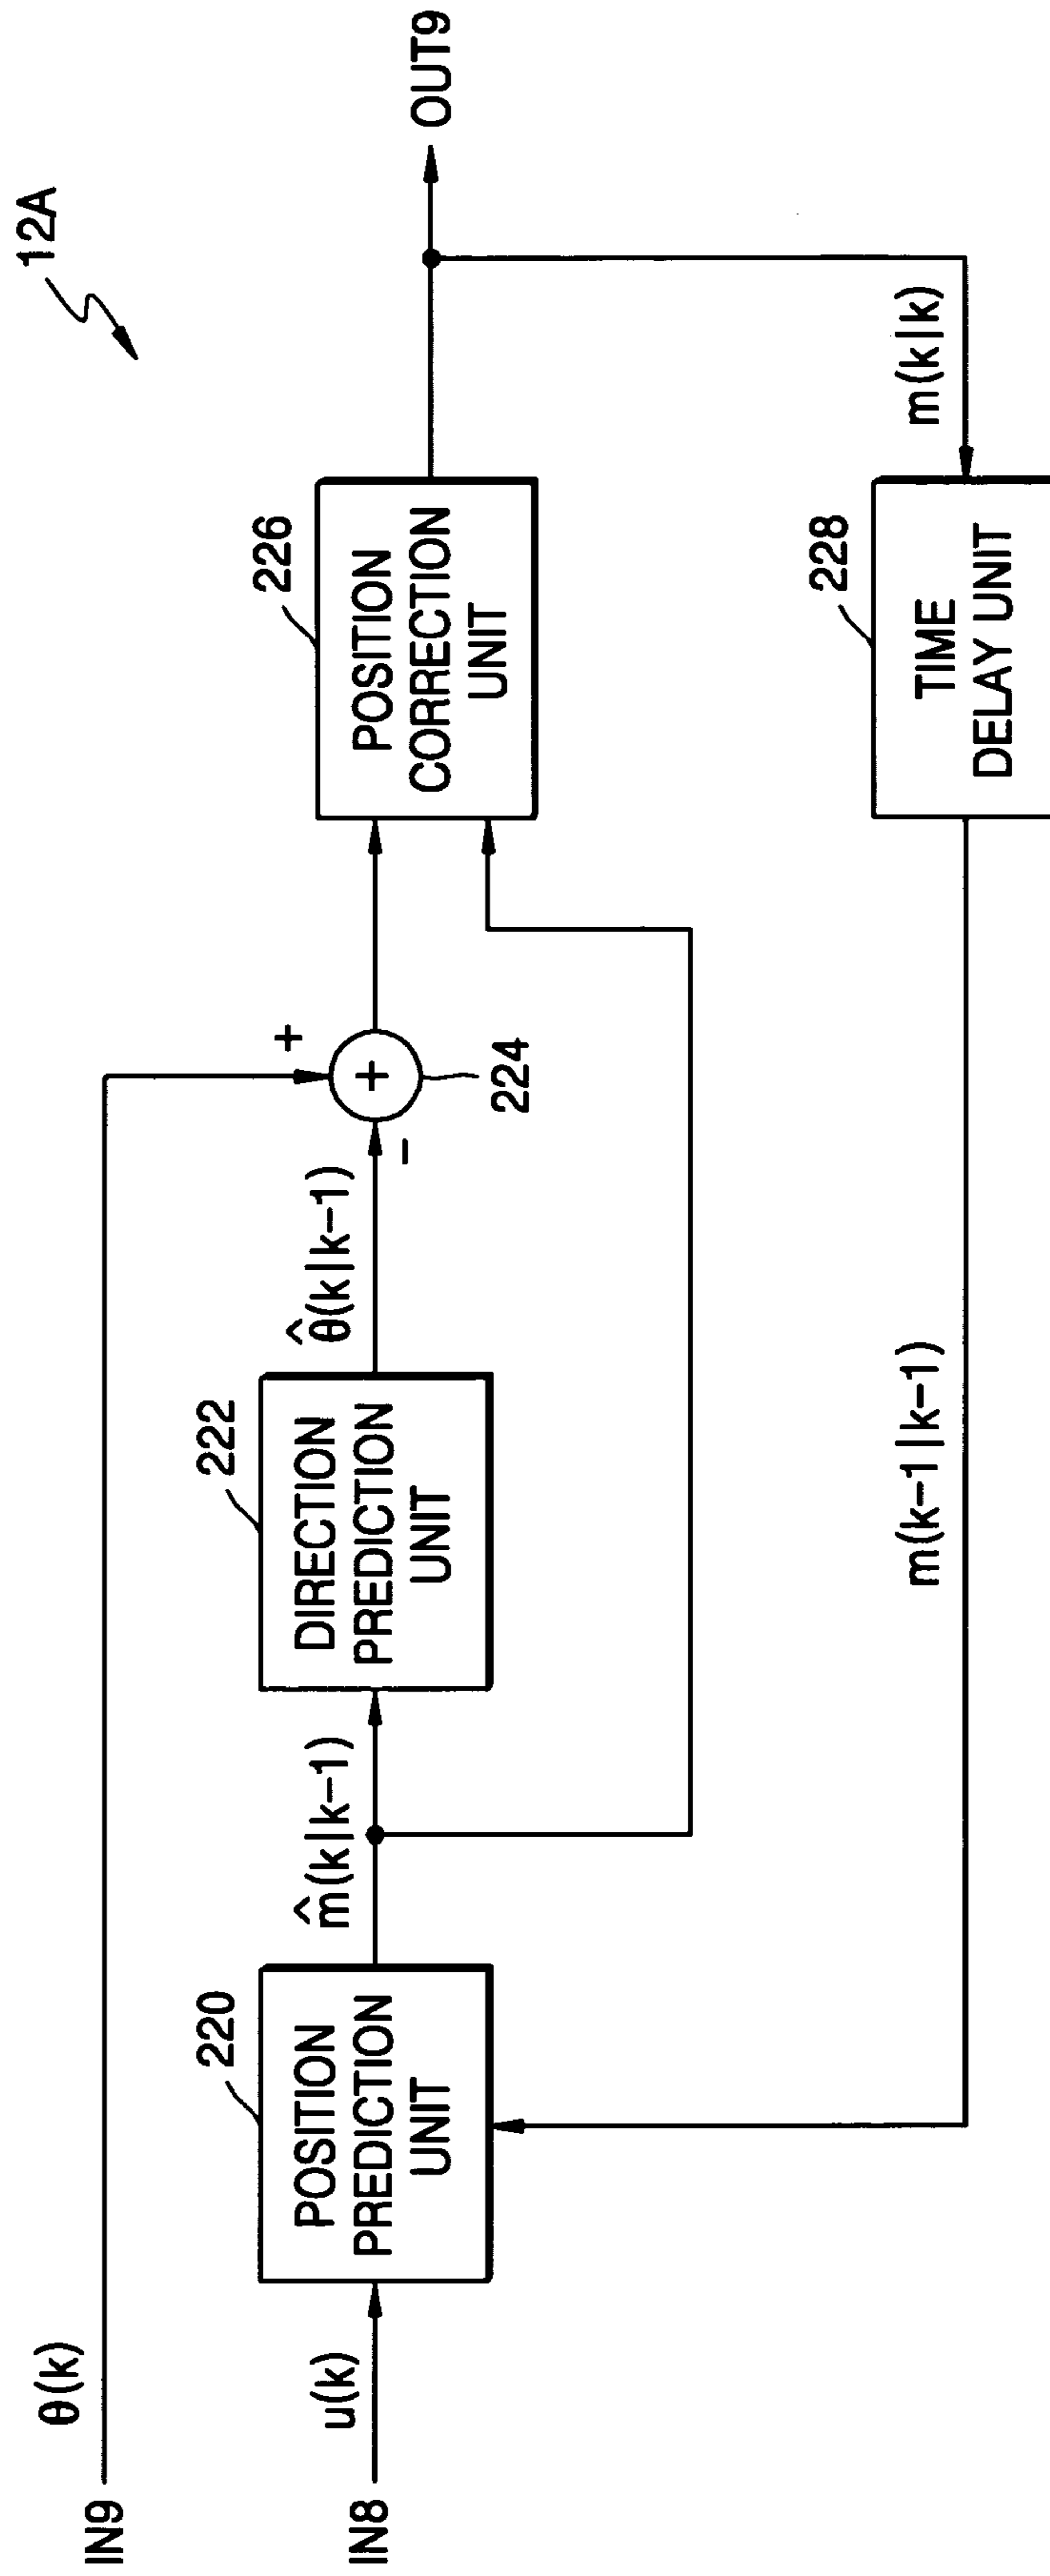 12A
IN9
θ(k)
IN8
u(k)
220
POSITION
PREDICTION
UNIT
m̂(k|k-1)
222
DIRECTION
PREDICTION
UNIT
θ̂(k|k-1)
+
-
+
224
226
POSITION
CORRECTION
UNIT
OUT9
m(k|k)
228
TIME
DELAY UNIT
m(k-1|k-1)